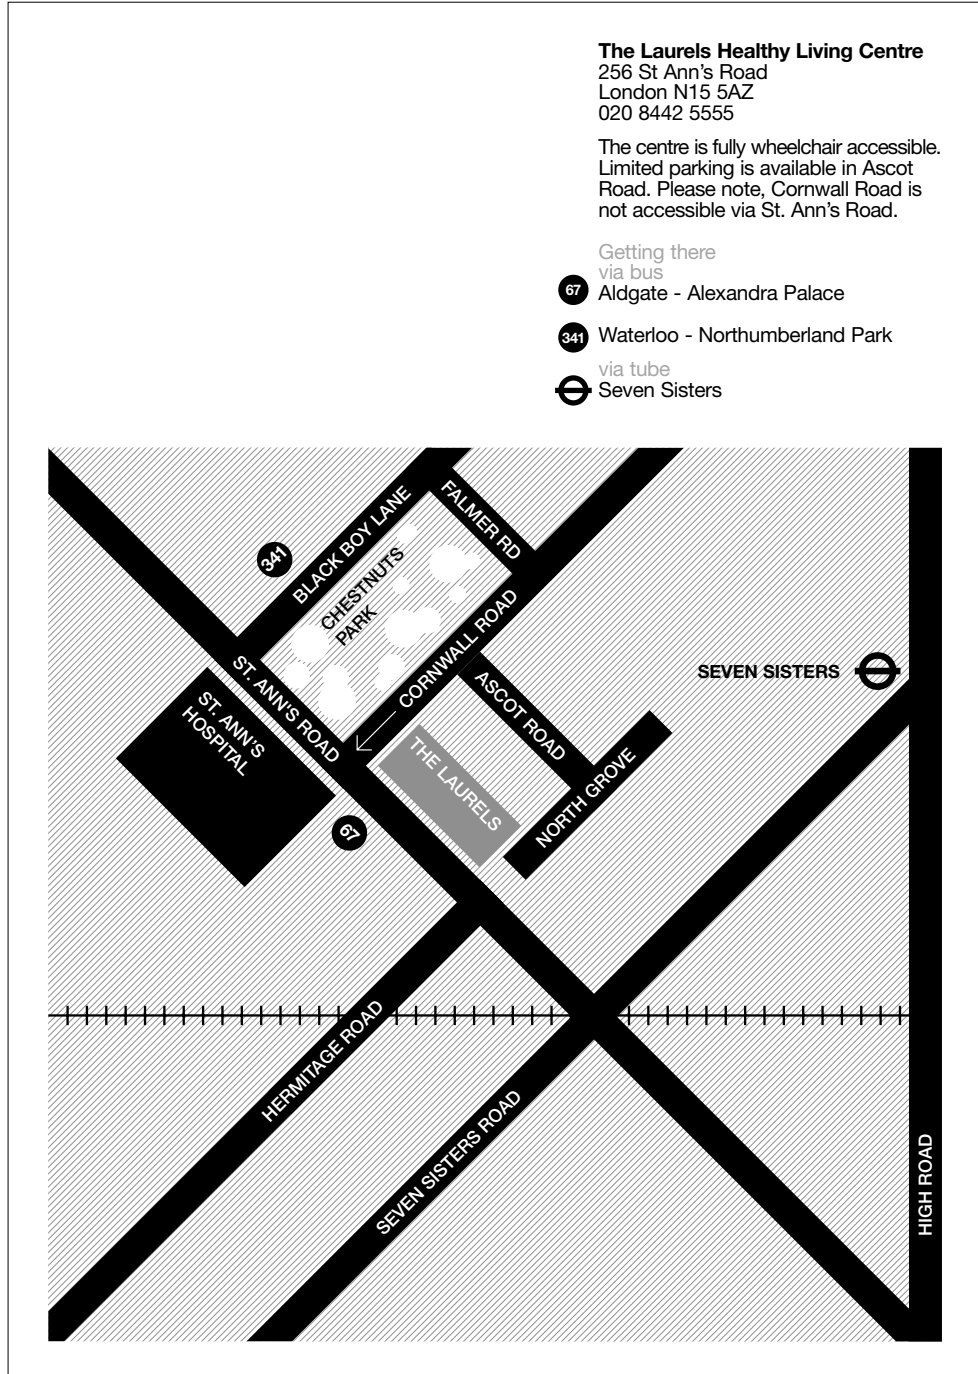 The Laurels Healthy Living Centre
256 St Ann's Road
London N15 5AZ
020 8442 5555
The centre is fully wheelchair accessible.
Limited parking is available in Ascot
Road. Please note, Cornwall Road is
not accessible via St. Ann's Road.
Getting there
via bus
67 Aldgate - Alexandra Palace
341 Waterloo - Northumberland Park
via tube
Seven Sisters
BLACK BOY LANE
FALMER RD
341
CHESTNUTS
PARK
CORNWALL ROAD
ST. ANN'S ROAD
SEVEN SISTERS
ASCOT ROAD
ST. ANN'S
HOSPITAL
THE LAURELS
NORTH GROVE
67
HERMITAGE ROAD
SEVEN SISTERS ROAD
HIGH ROAD